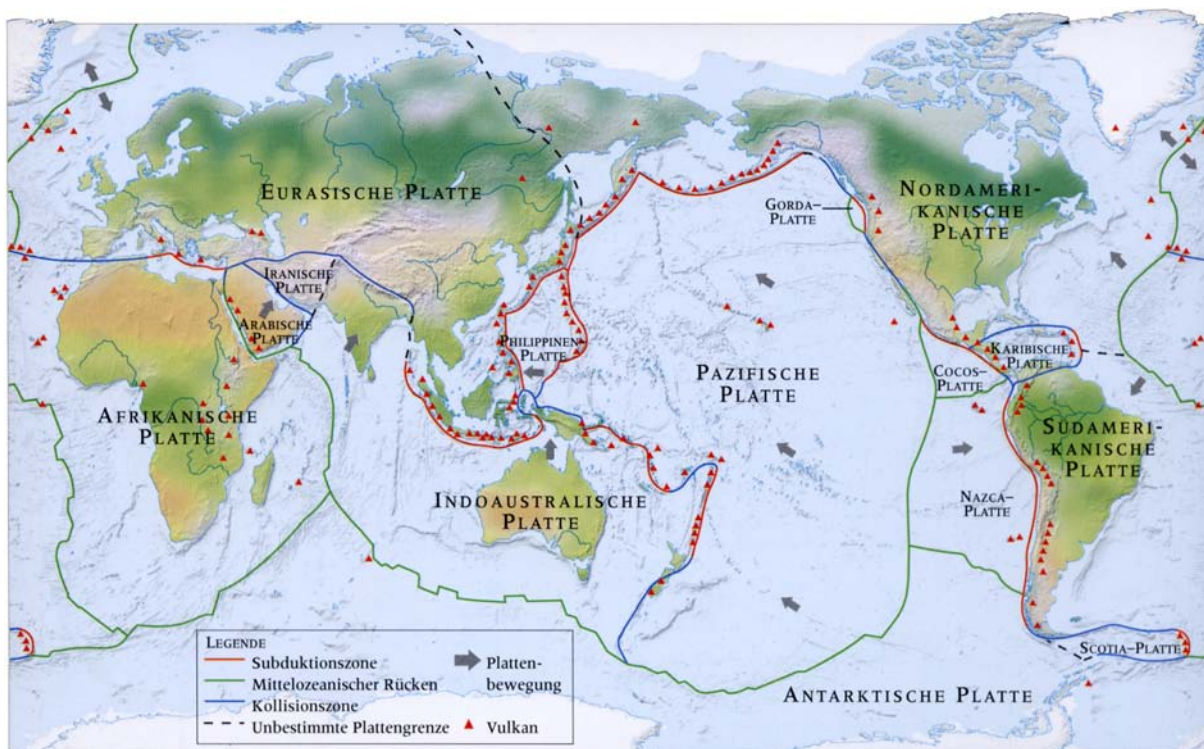 EURASISCHE PLATTE
NORDAMERI-
KANISCHE
PLATTE
GORDA-
PLATTE
IRANISCHE
PLATTE
ARABISCHE
PLATTE
PHILIPPINEN-
PLATTE
KARIBISCHE
PLATTE
COCOS-
PLATTE
PAZIFISCHE
PLATTE
AFRIKANISCHE
PLATTE
SÜDAMERI-
KANISCHE
PLATTE
INDOAUSTRALISCHE
PLATTE
NAZCA-
PLATTE
SCOTIA-PLATTE
ANTARKTISCHE PLATTE
LEGENDE
Subduktionszone
Mittelozeanischer Rücken
Kollisionszone
Unbestimmte Plattengrenze
Platten-
bewegung
Vulkan